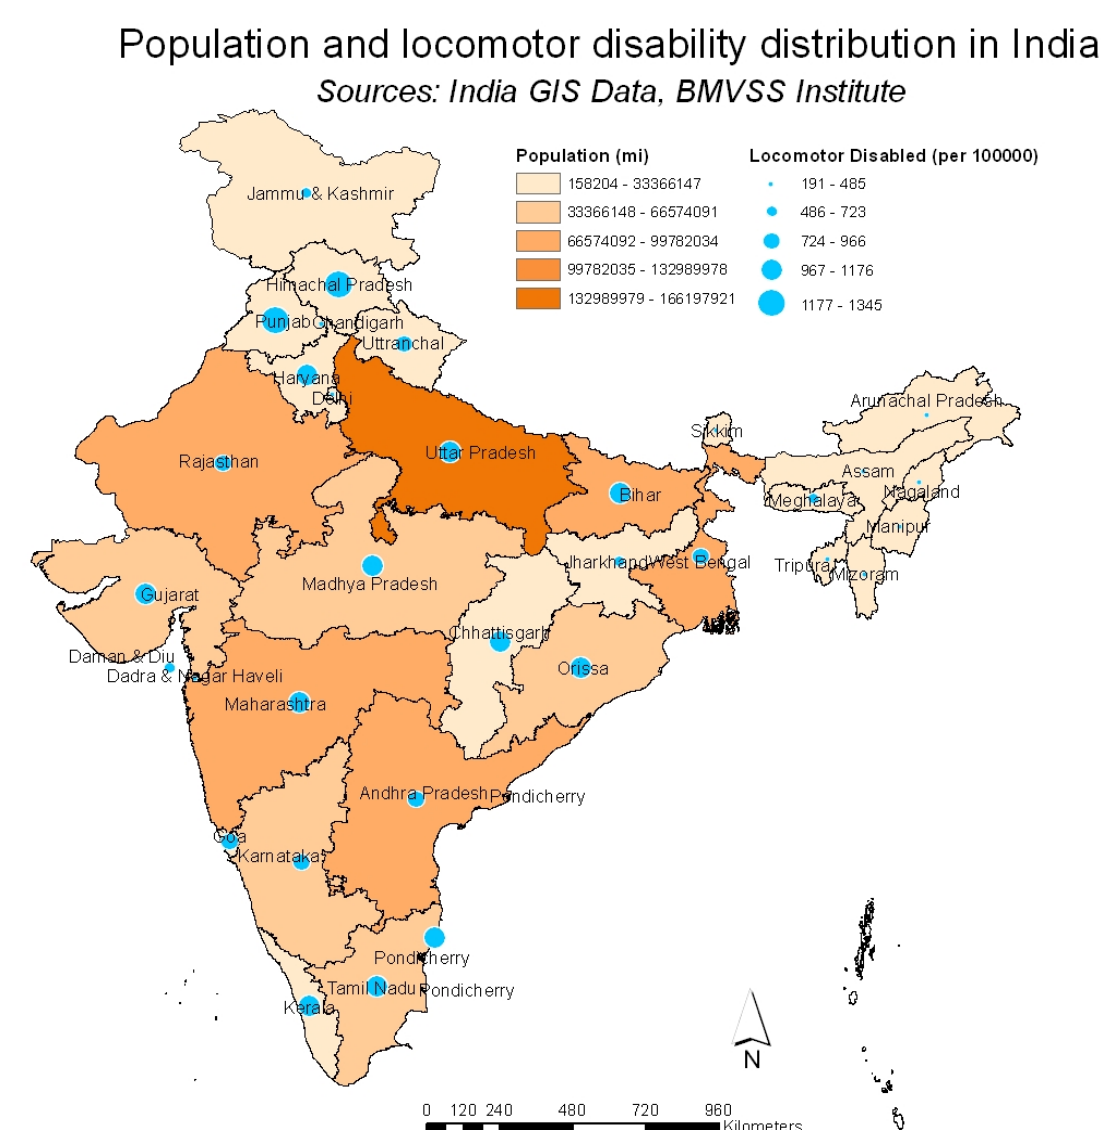 Population and locomotor disability distribution in India
Sources: India GIS Data, BMVSS Institute
Population (mi)
158204 - 33366147
33366148 - 66574091
66574092 - 99782034
99782035 - 132989978
132989979 - 166197921
Locomotor Disabled (per 100000)
191 - 485
486 - 723
724 - 966
967 - 1176
1177 - 1345
Jammu & Kashmir
Himachal Pradesh
Punjab
Chandigarh
Uttranchal
Haryana
Delhi
Arunachal Pradesh
Sikkim
Uttar Pradesh
Rajasthan
Assam
Nagaland
Bihar
Meghalaya
Manipur
Jharkhand
West Bengal
Tripura
Mizoram
Madhya Pradesh
Gujarat
Chhattisgarh
Daman & Diu
Orissa
Dadra & Nagar Haveli
Maharashtra
Andhra Pradesh
Pondicherry
Goa
Karnataka
Pondicherry
Tamil Nadu
Pondicherry
Kerala
N
0 120 240 480 720 960
Kilometers